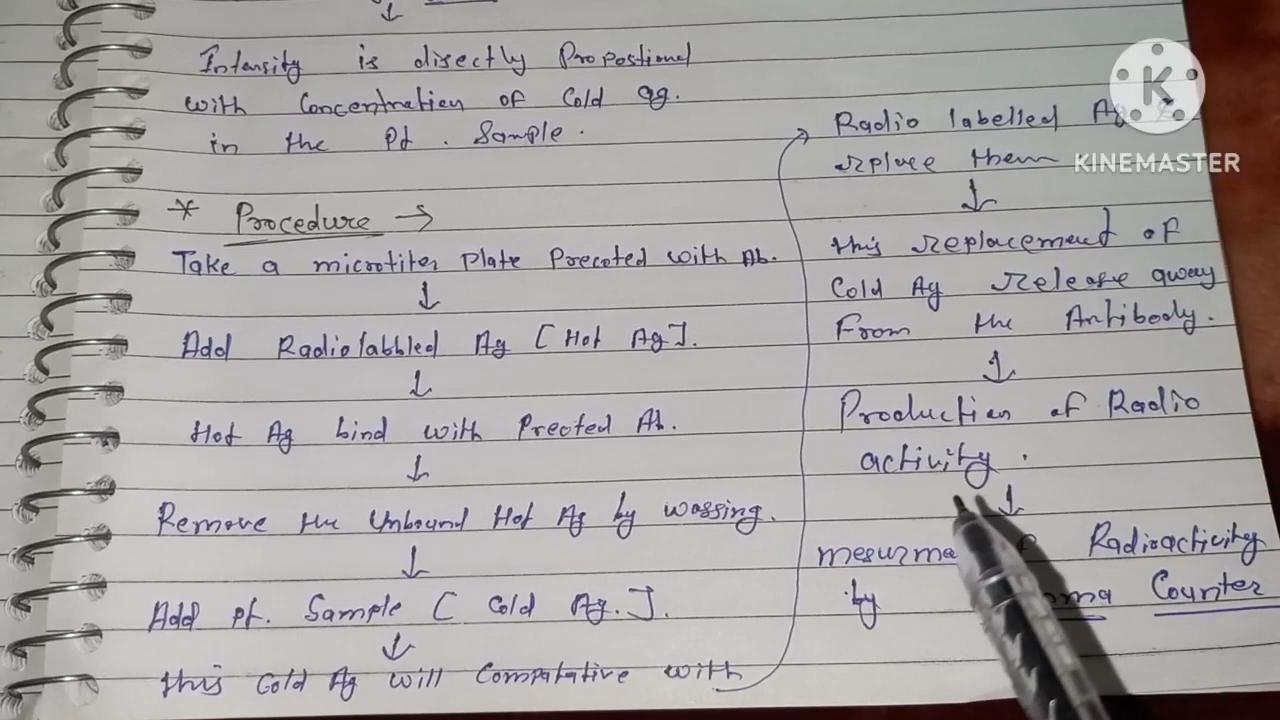 Intensity is directly Propostional
with Concentration of Cold ag.
in the Pt. Sample.
* Procedure →
Take a microtiter Plate Precoted with Ab.
↓
Add Radiolabbled Ag [Hot Ag].
↓
Hot Ag bind with Precoted Ab.
↓
Remove the Unbound Hot Ag by wassing.
↓
Add pt. Sample [Cold Ag.].
↓
this Cold Ag will Compatative with
Radio labelled Ag &
replace them
↓
this replacement of
Cold Ag Release away
From the Antibody.
↓
Production of Radio
activity.
↓
Radioactivity
by Counter
K
KINEMASTER